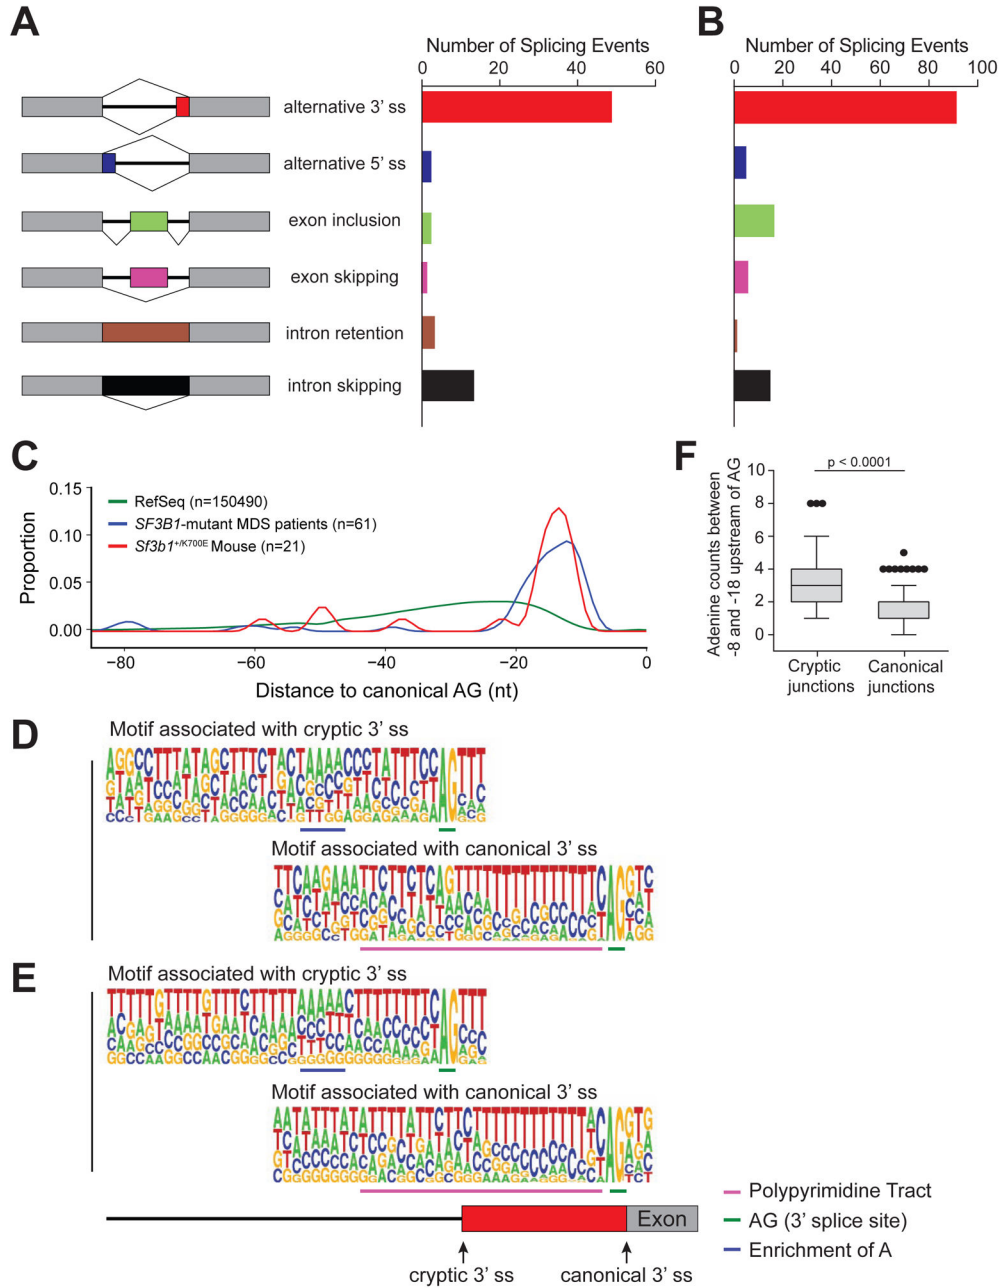 A
B
Number of Splicing Events
Number of Splicing Events
0 20 40 60
0 20 40 60 80 100
alternative 3’ ss
alternative 5’ ss
exon inclusion
exon skipping
intron retention
intron skipping
C
F
Proportion
0.15
0.10
0.05
0.00
RefSeq (n=150490)
SF3B1-mutant MDS patients (n=61)
Sf3b1+/K700E Mouse (n=21)
−80 −60 −40 −20 0
Distance to canonical AG (nt)
Adenine counts between
-8 and -18 upstream of AG
p < 0.0001
10
8
6
4
2
0
Cryptic
junctions
Canonical
junctions
D
Motif associated with cryptic 3’ ss
Motif associated with canonical 3’ ss
E
Motif associated with cryptic 3’ ss
Motif associated with canonical 3’ ss
Exon
cryptic 3’ ss
canonical 3’ ss
Polypyrimidine Tract
AG (3’ splice site)
Enrichment of A